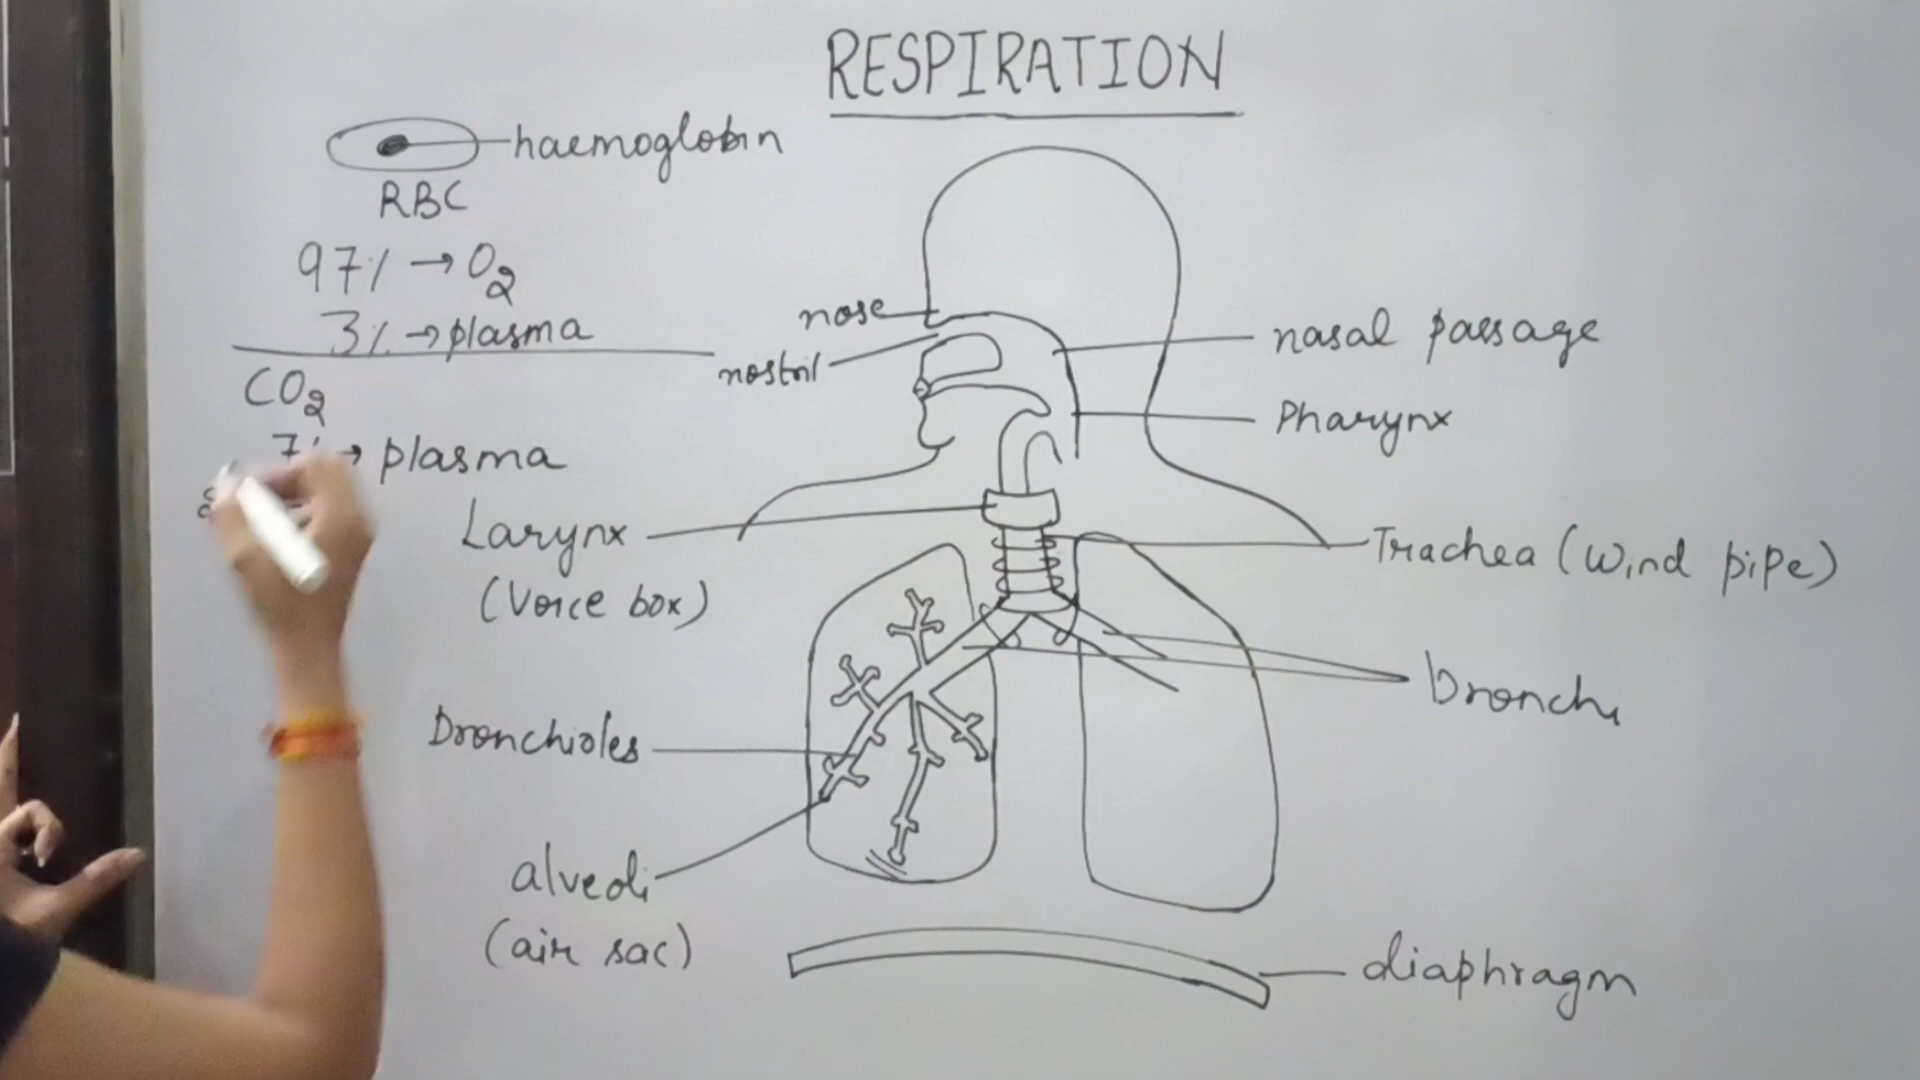 RESPIRATION
haemoglobin
RBC
97% → O2
3% → plasma
CO2
7% → plasma
nose
nostril
nasal passage
Pharynx
Larynx
(Voice box)
Trachea (Wind pipe)
bronchi
Bronchioles
alveoli
(air sac)
diaphragm